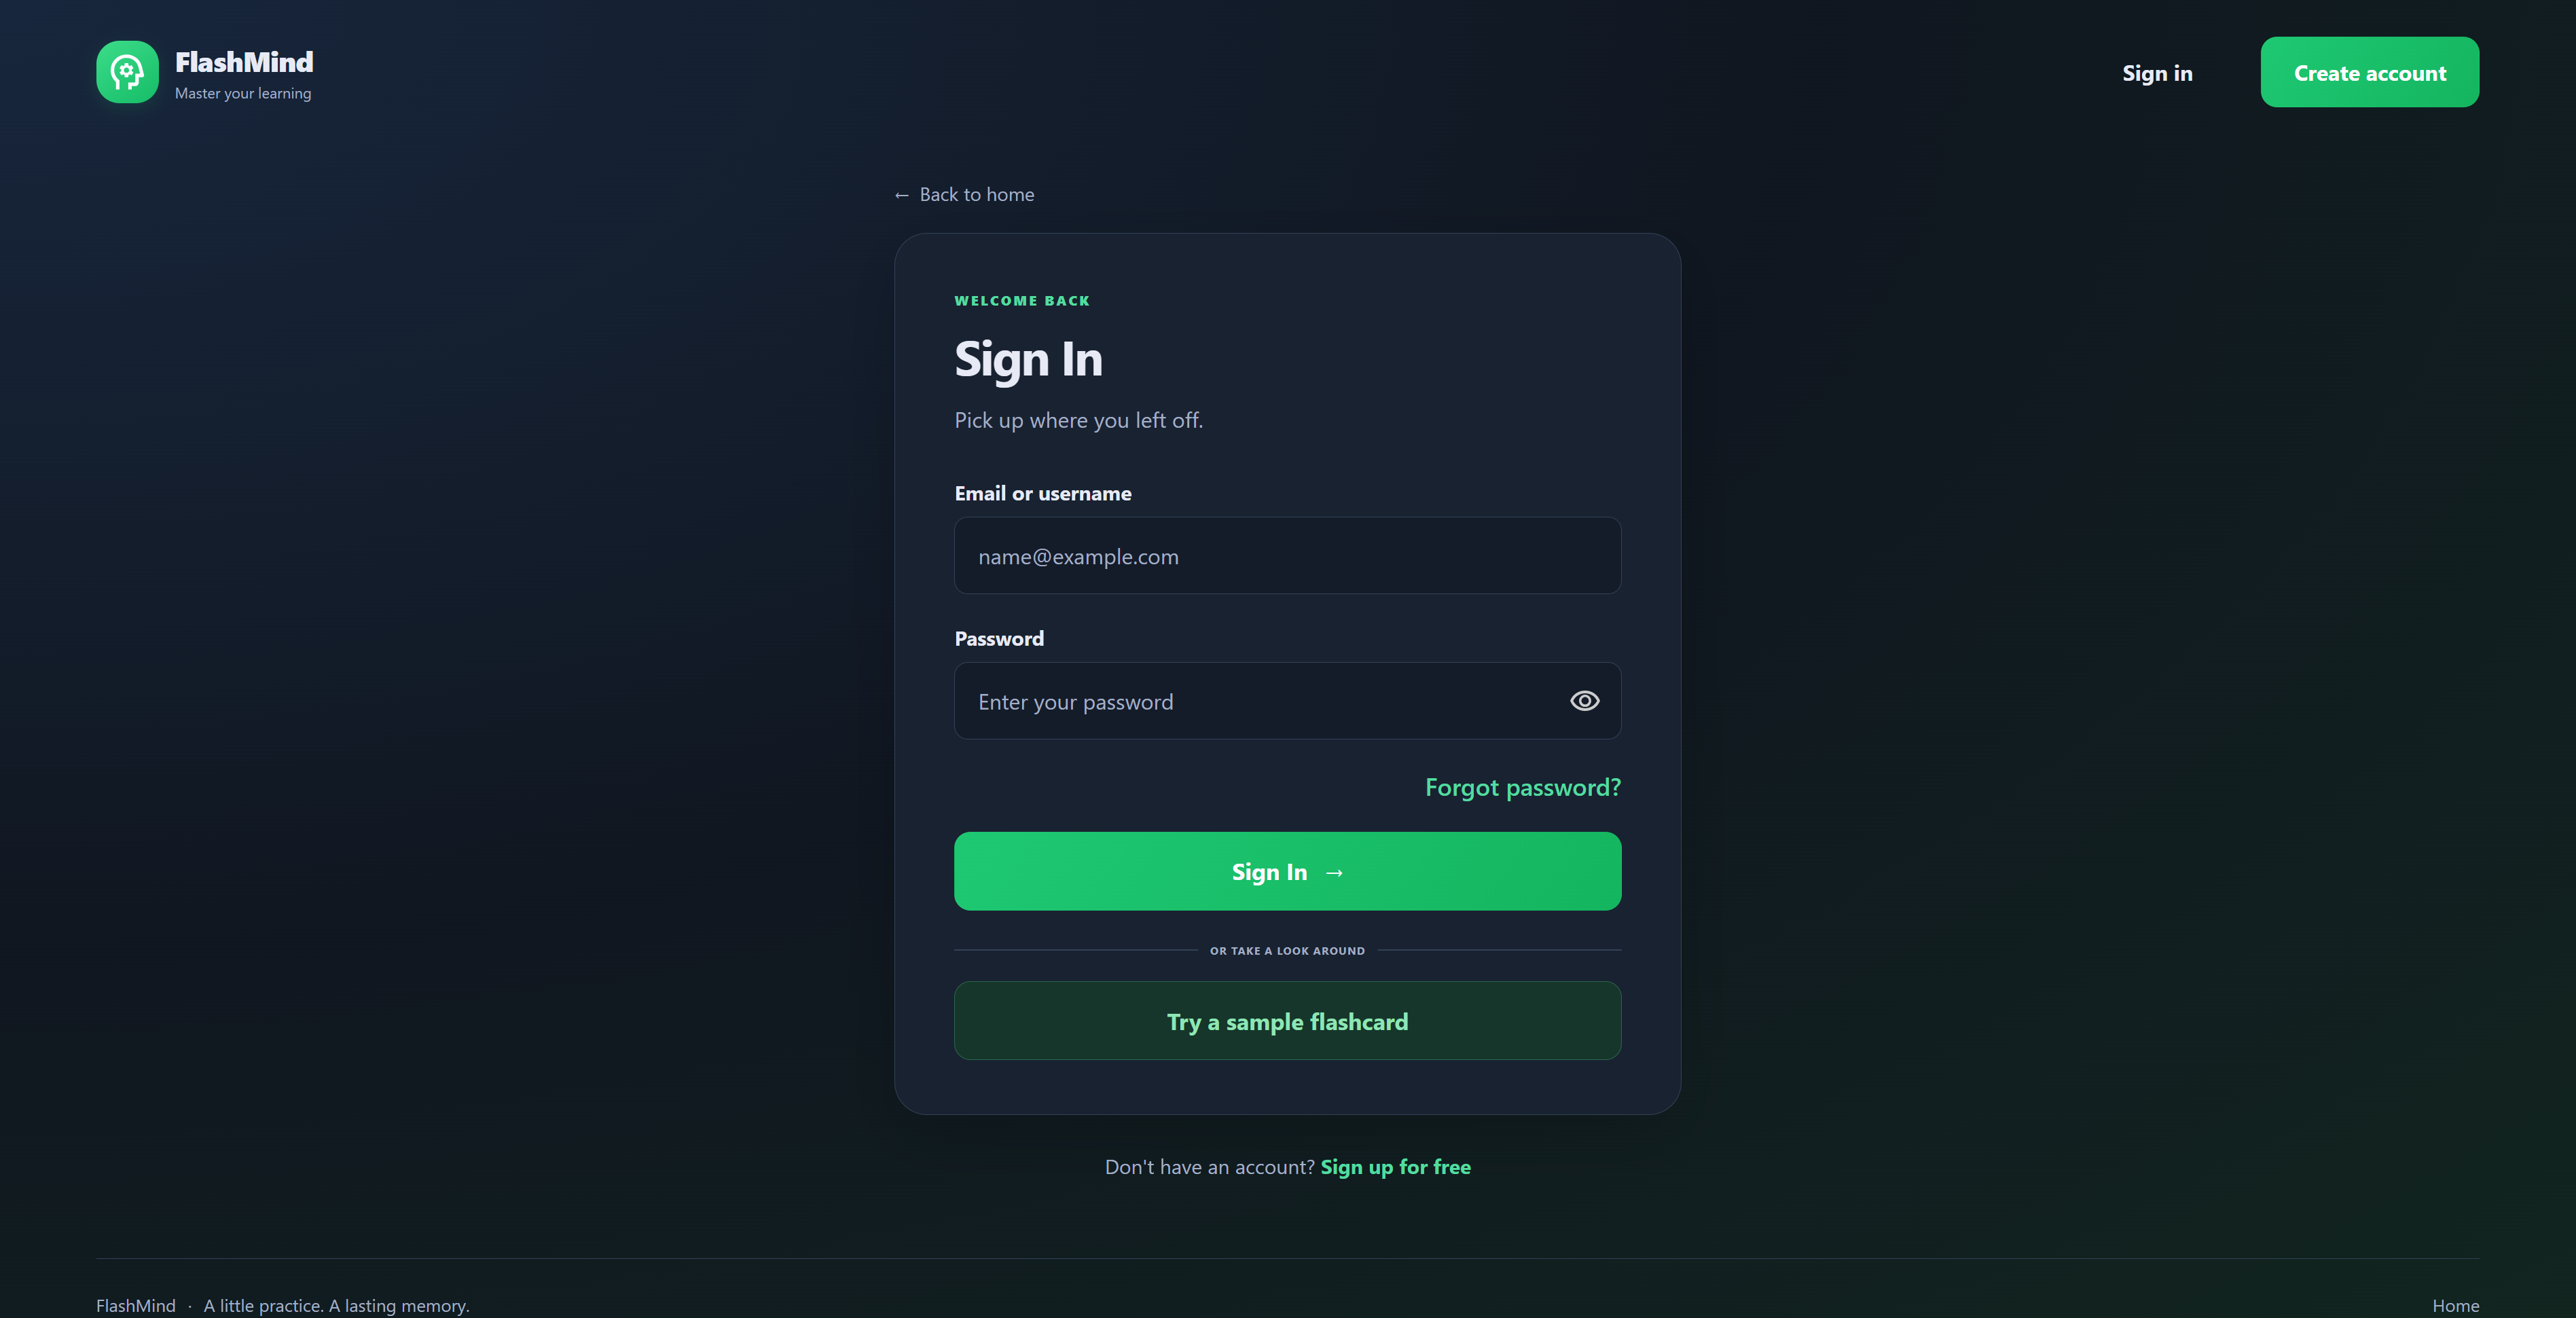 FlashMind
Master your learning
Sign in
Create account
← Back to home
WELCOME BACK
Sign In
Pick up where you left off.
Email or username
name@example.com
Password
Enter your password
Forgot password?
Sign In →
OR TAKE A LOOK AROUND
Try a sample flashcard
Don't have an account? Sign up for free
FlashMind · A little practice. A lasting memory.
Home